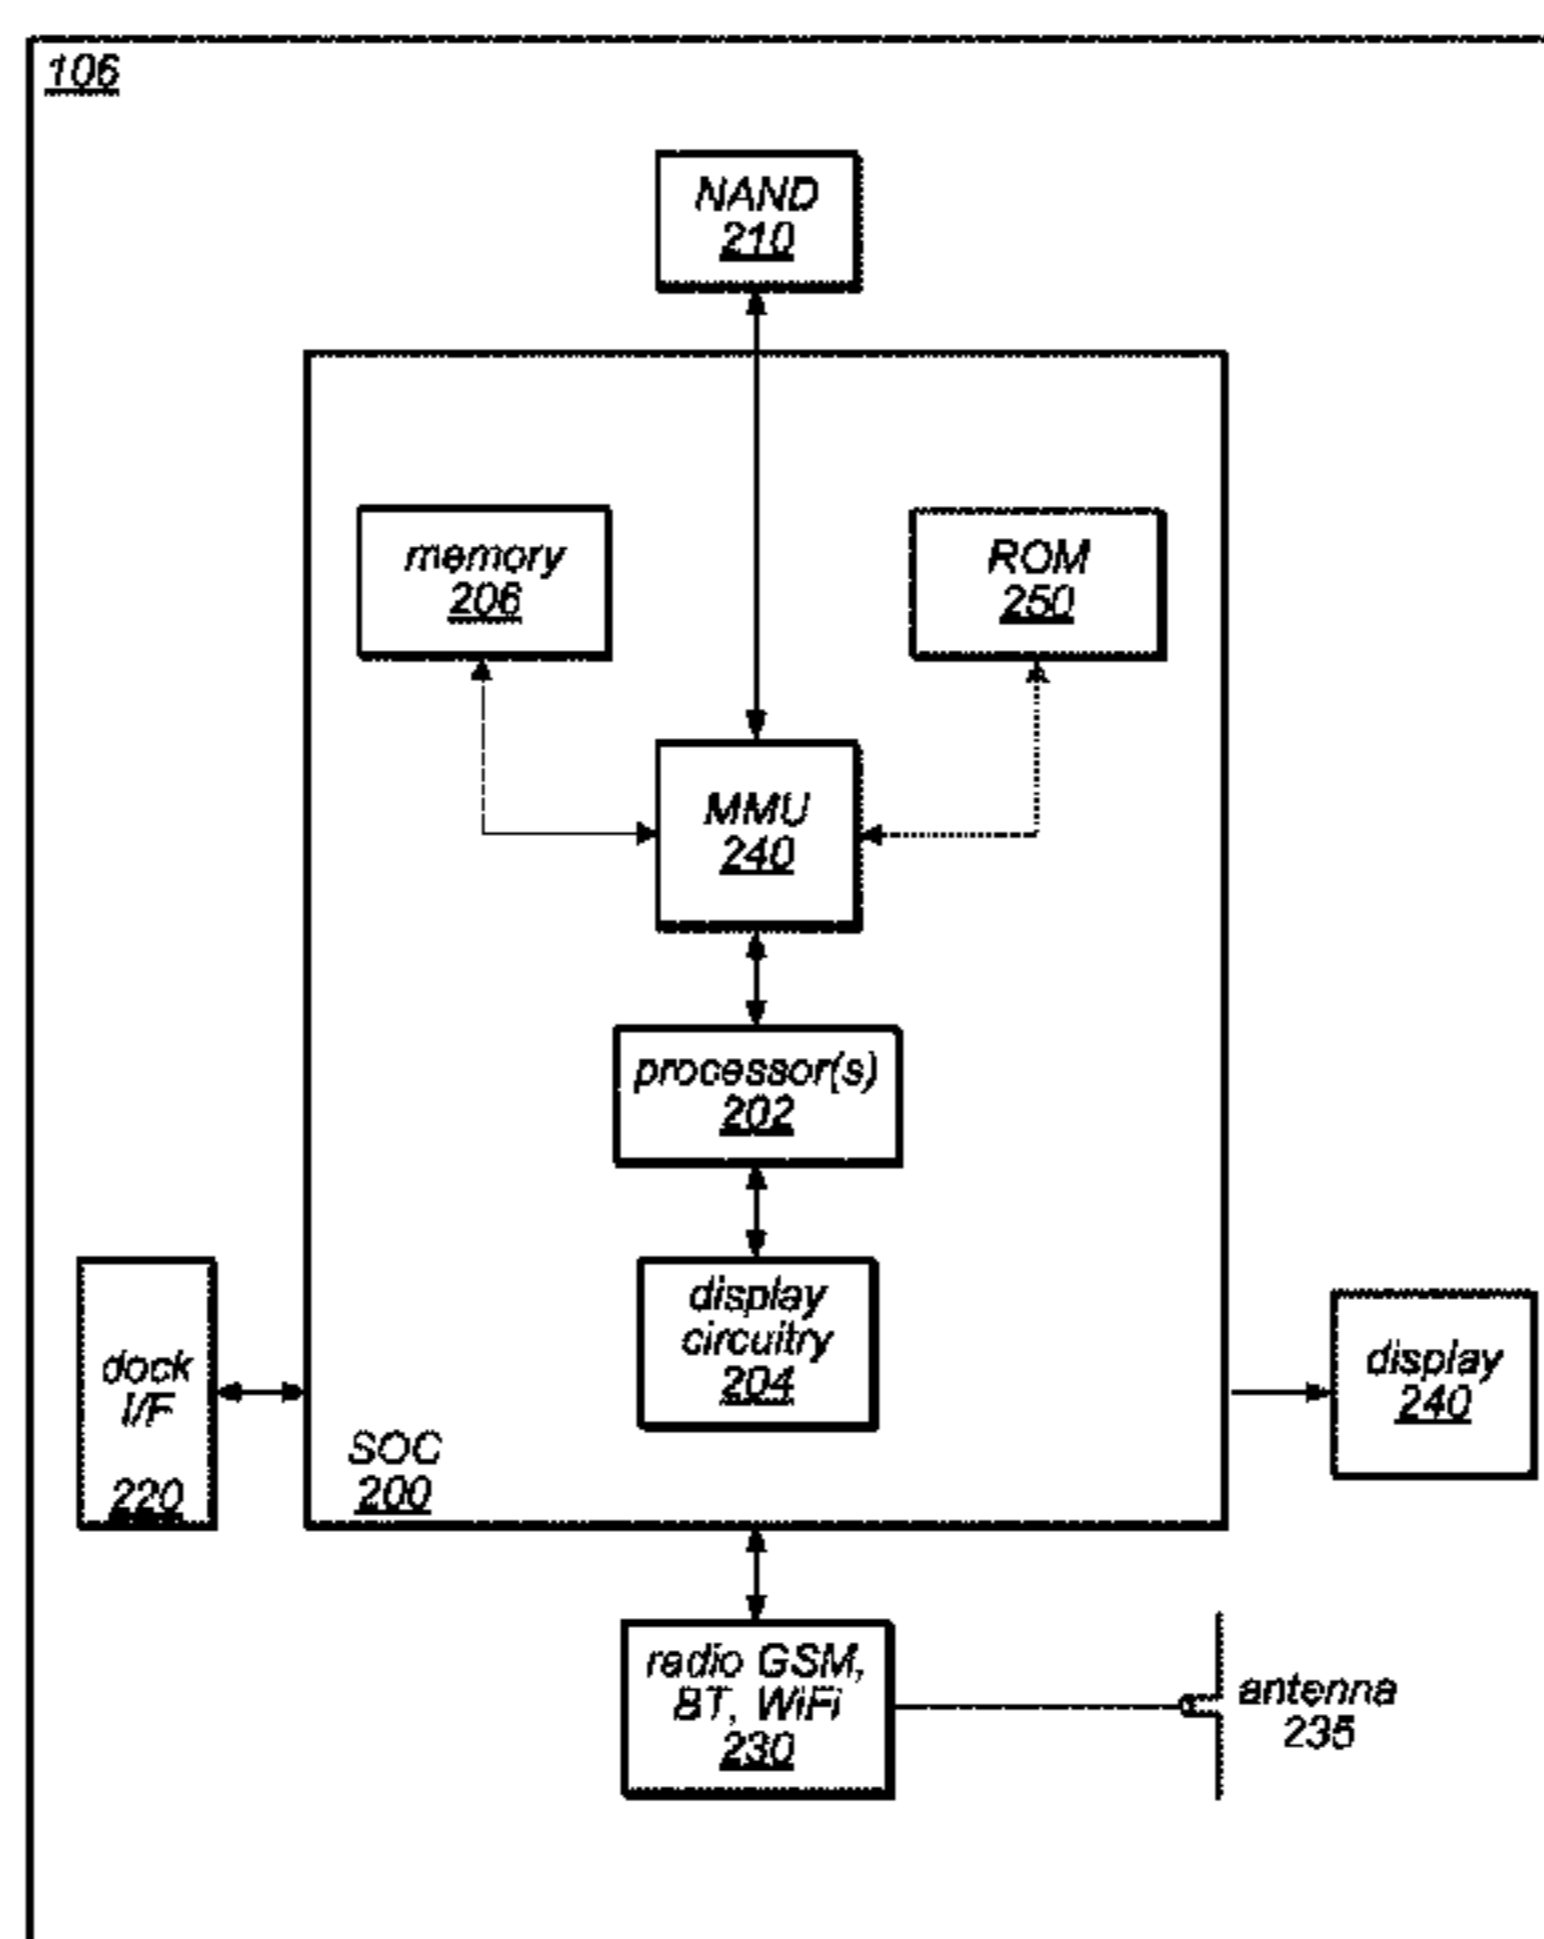 106
NAND
210
memory
206
ROM
250
MMU
240
processor(s)
202
display
circuitry
204
dock
I/F
220
SOC
200
display
240
radio GSM,
BT, WiFi
230
antenna
235